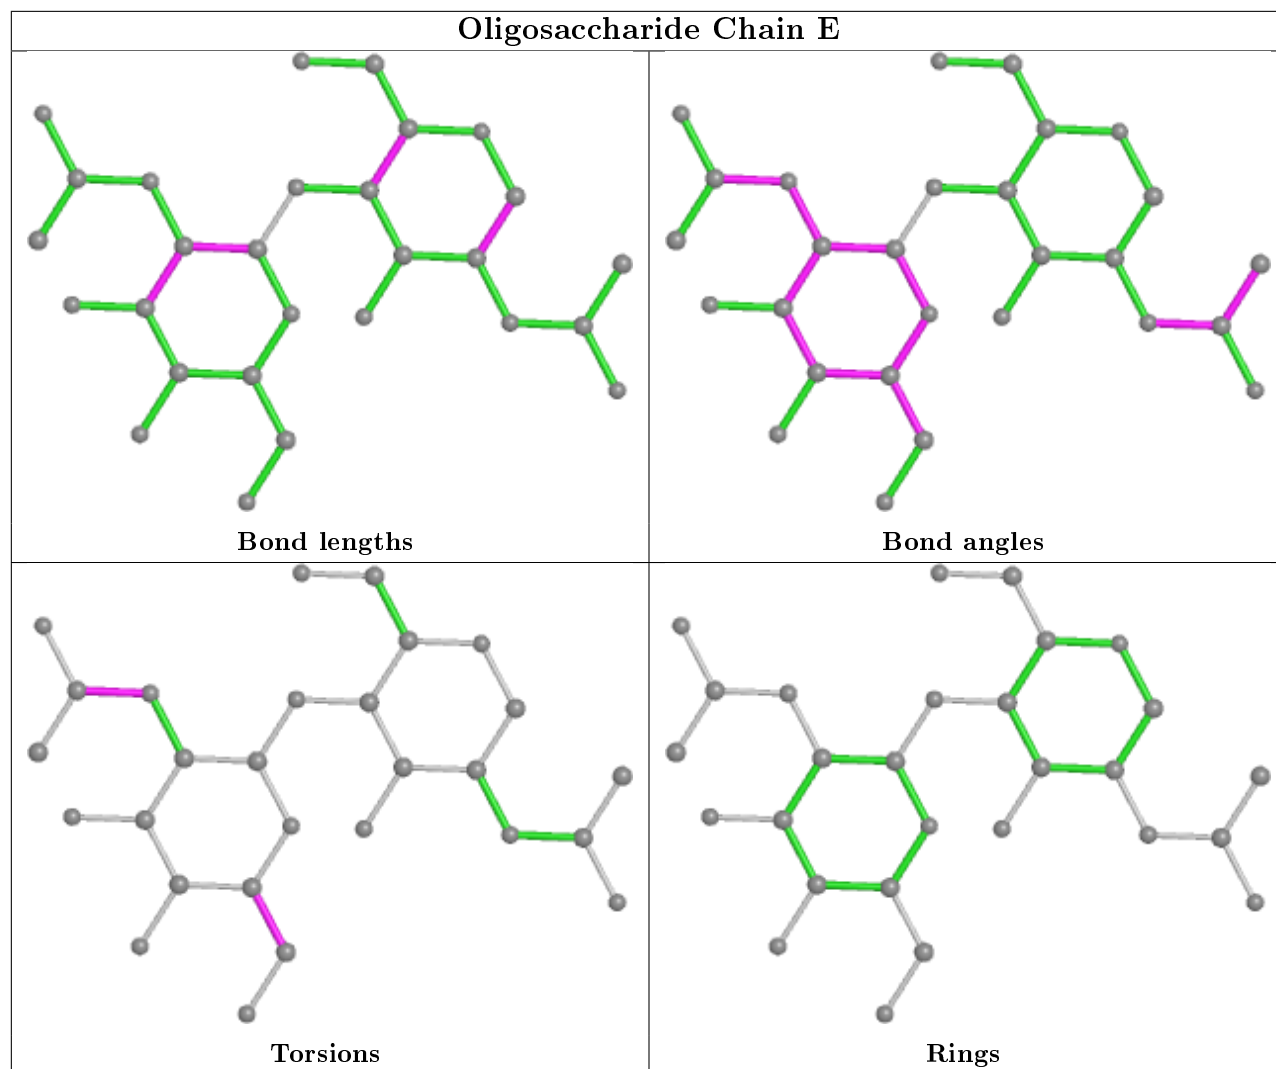 Oligosaccharide Chain E
Bond lengths
Bond angles
Torsions
Rings